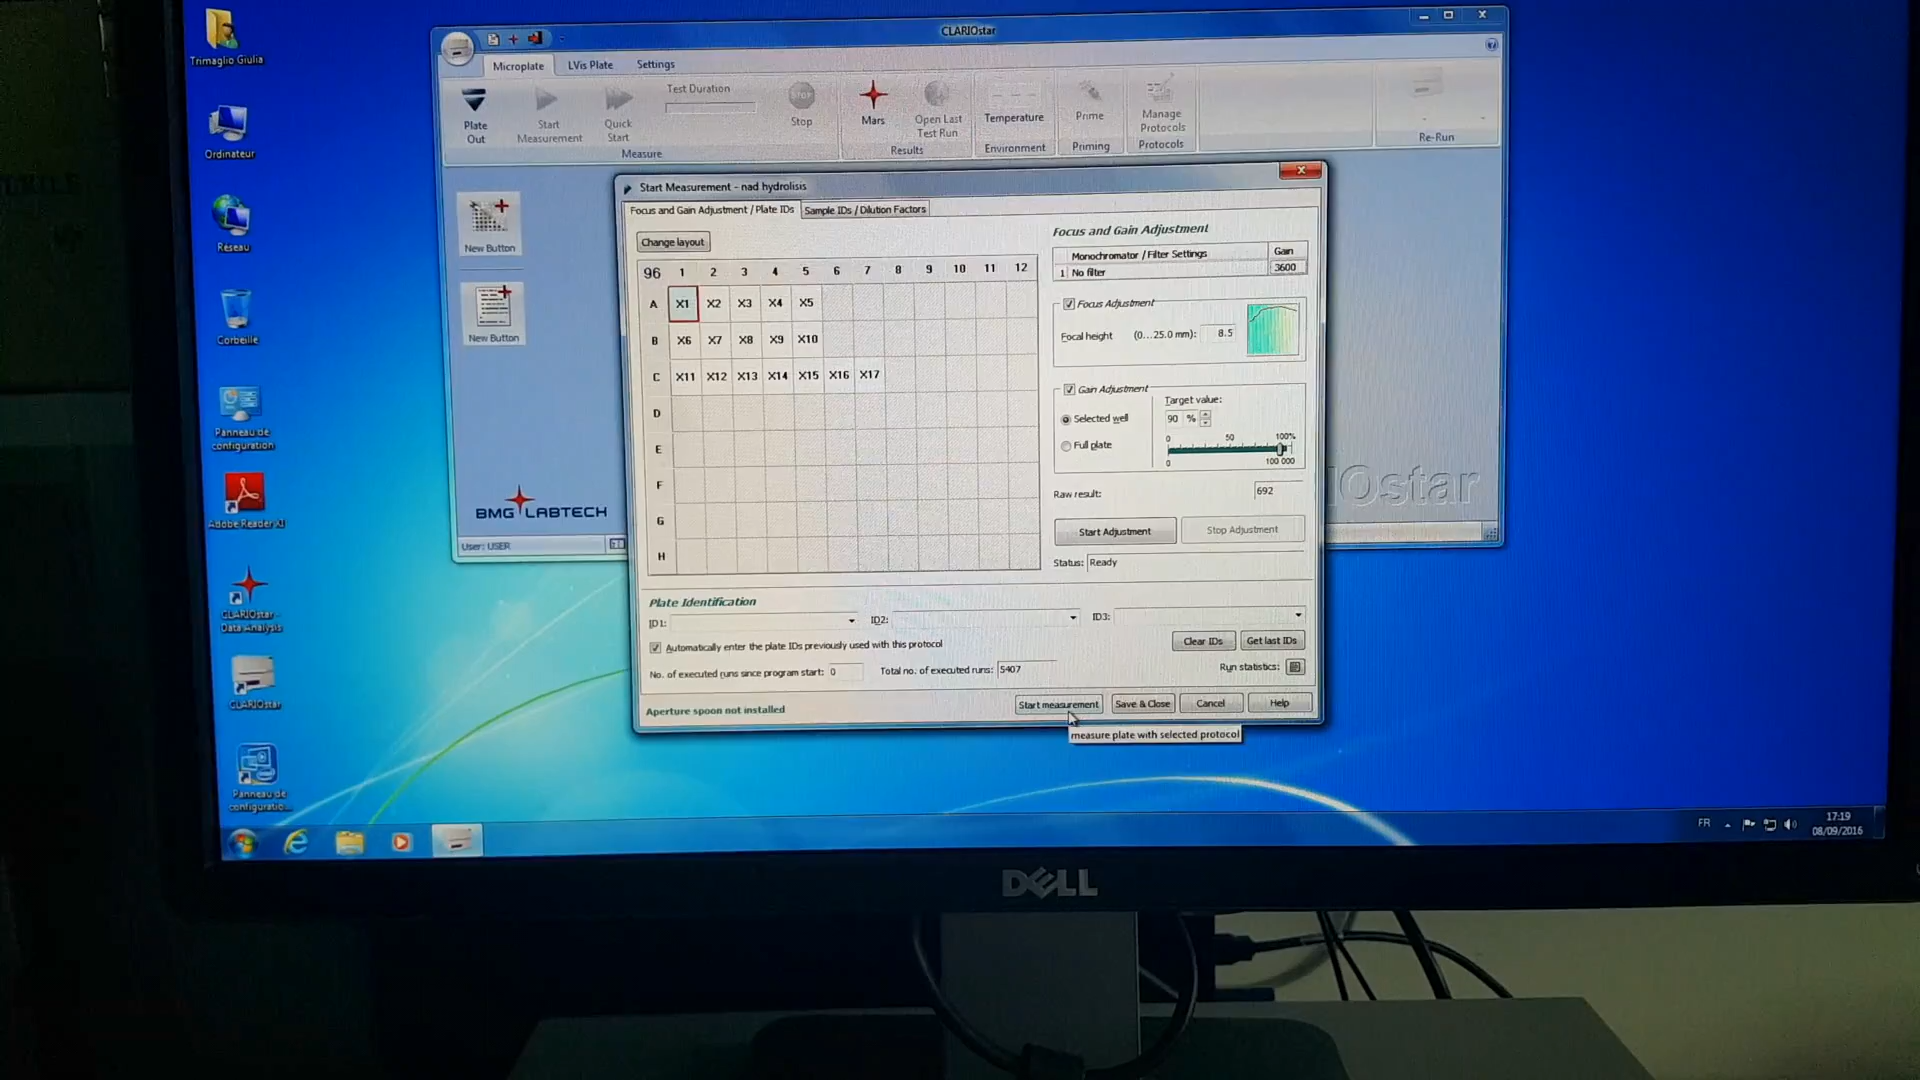 Trimaglio Giulia
Ordinateur
Réseau
Corbeille
Panneau de
configuration
Adobe Reader XI
CLARIOstar -
Data Analysis
CLARIOstar
Panneau de
configuratio...
CLARIOstar
Microplate
LVis Plate
Settings
Plate
Out
Start
Measurement
Quick
Start
Test Duration
STOP
Stop
Measure
Mars
Open Last
Test Run
Results
Temperature
Environment
Prime
Priming
Manage
Protocols
Protocols
Re-Run
New Button
New Button
BMG LABTECH
User: USER
IOstar
Start Measurement - nad hydrolisis
Focus and Gain Adjustment / Plate IDs
Sample IDs / Dilution Factors
Change layout
96 1 2 3 4 5 6 7 8 9 10 11 12
A X1 X2 X3 X4 X5
B X6 X7 X8 X9 X10
C X11 X12 X13 X14 X15 X16 X17
D
E
F
G
H
Focus and Gain Adjustment
Monochromator / Filter Settings Gain
1 No filter 3600
Focus Adjustment
Focal height (0...25.0 mm): 8.5
Gain Adjustment
Target value:
Selected well
90 %
Full plate
0 50 100%
0 100 000
Raw result: 692
Start Adjustment
Stop Adjustment
Status: Ready
Plate Identification
ID1: ID2: ID3:
Automatically enter the plate IDs previously used with this protocol
Clear IDs
Get last IDs
No. of executed runs since program start: 0
Total no. of executed runs: 5407
Run statistics:
Aperture spoon not installed
Start measurement
Save & Close
Cancel
Help
measure plate with selected protocol
FR
17:19
08/09/2016
DELL